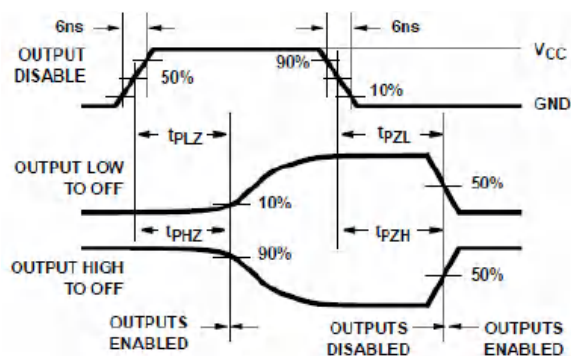 6ns
6ns
OUTPUT
DISABLE
90%
50%
10%
VCC
GND
tPLZ
tPZL
OUTPUT LOW
TO OFF
10%
50%
tPHZ
tPZH
90%
OUTPUT HIGH
TO OFF
50%
OUTPUTS
ENABLED
OUTPUTS
DISABLED
OUTPUTS
ENABLED